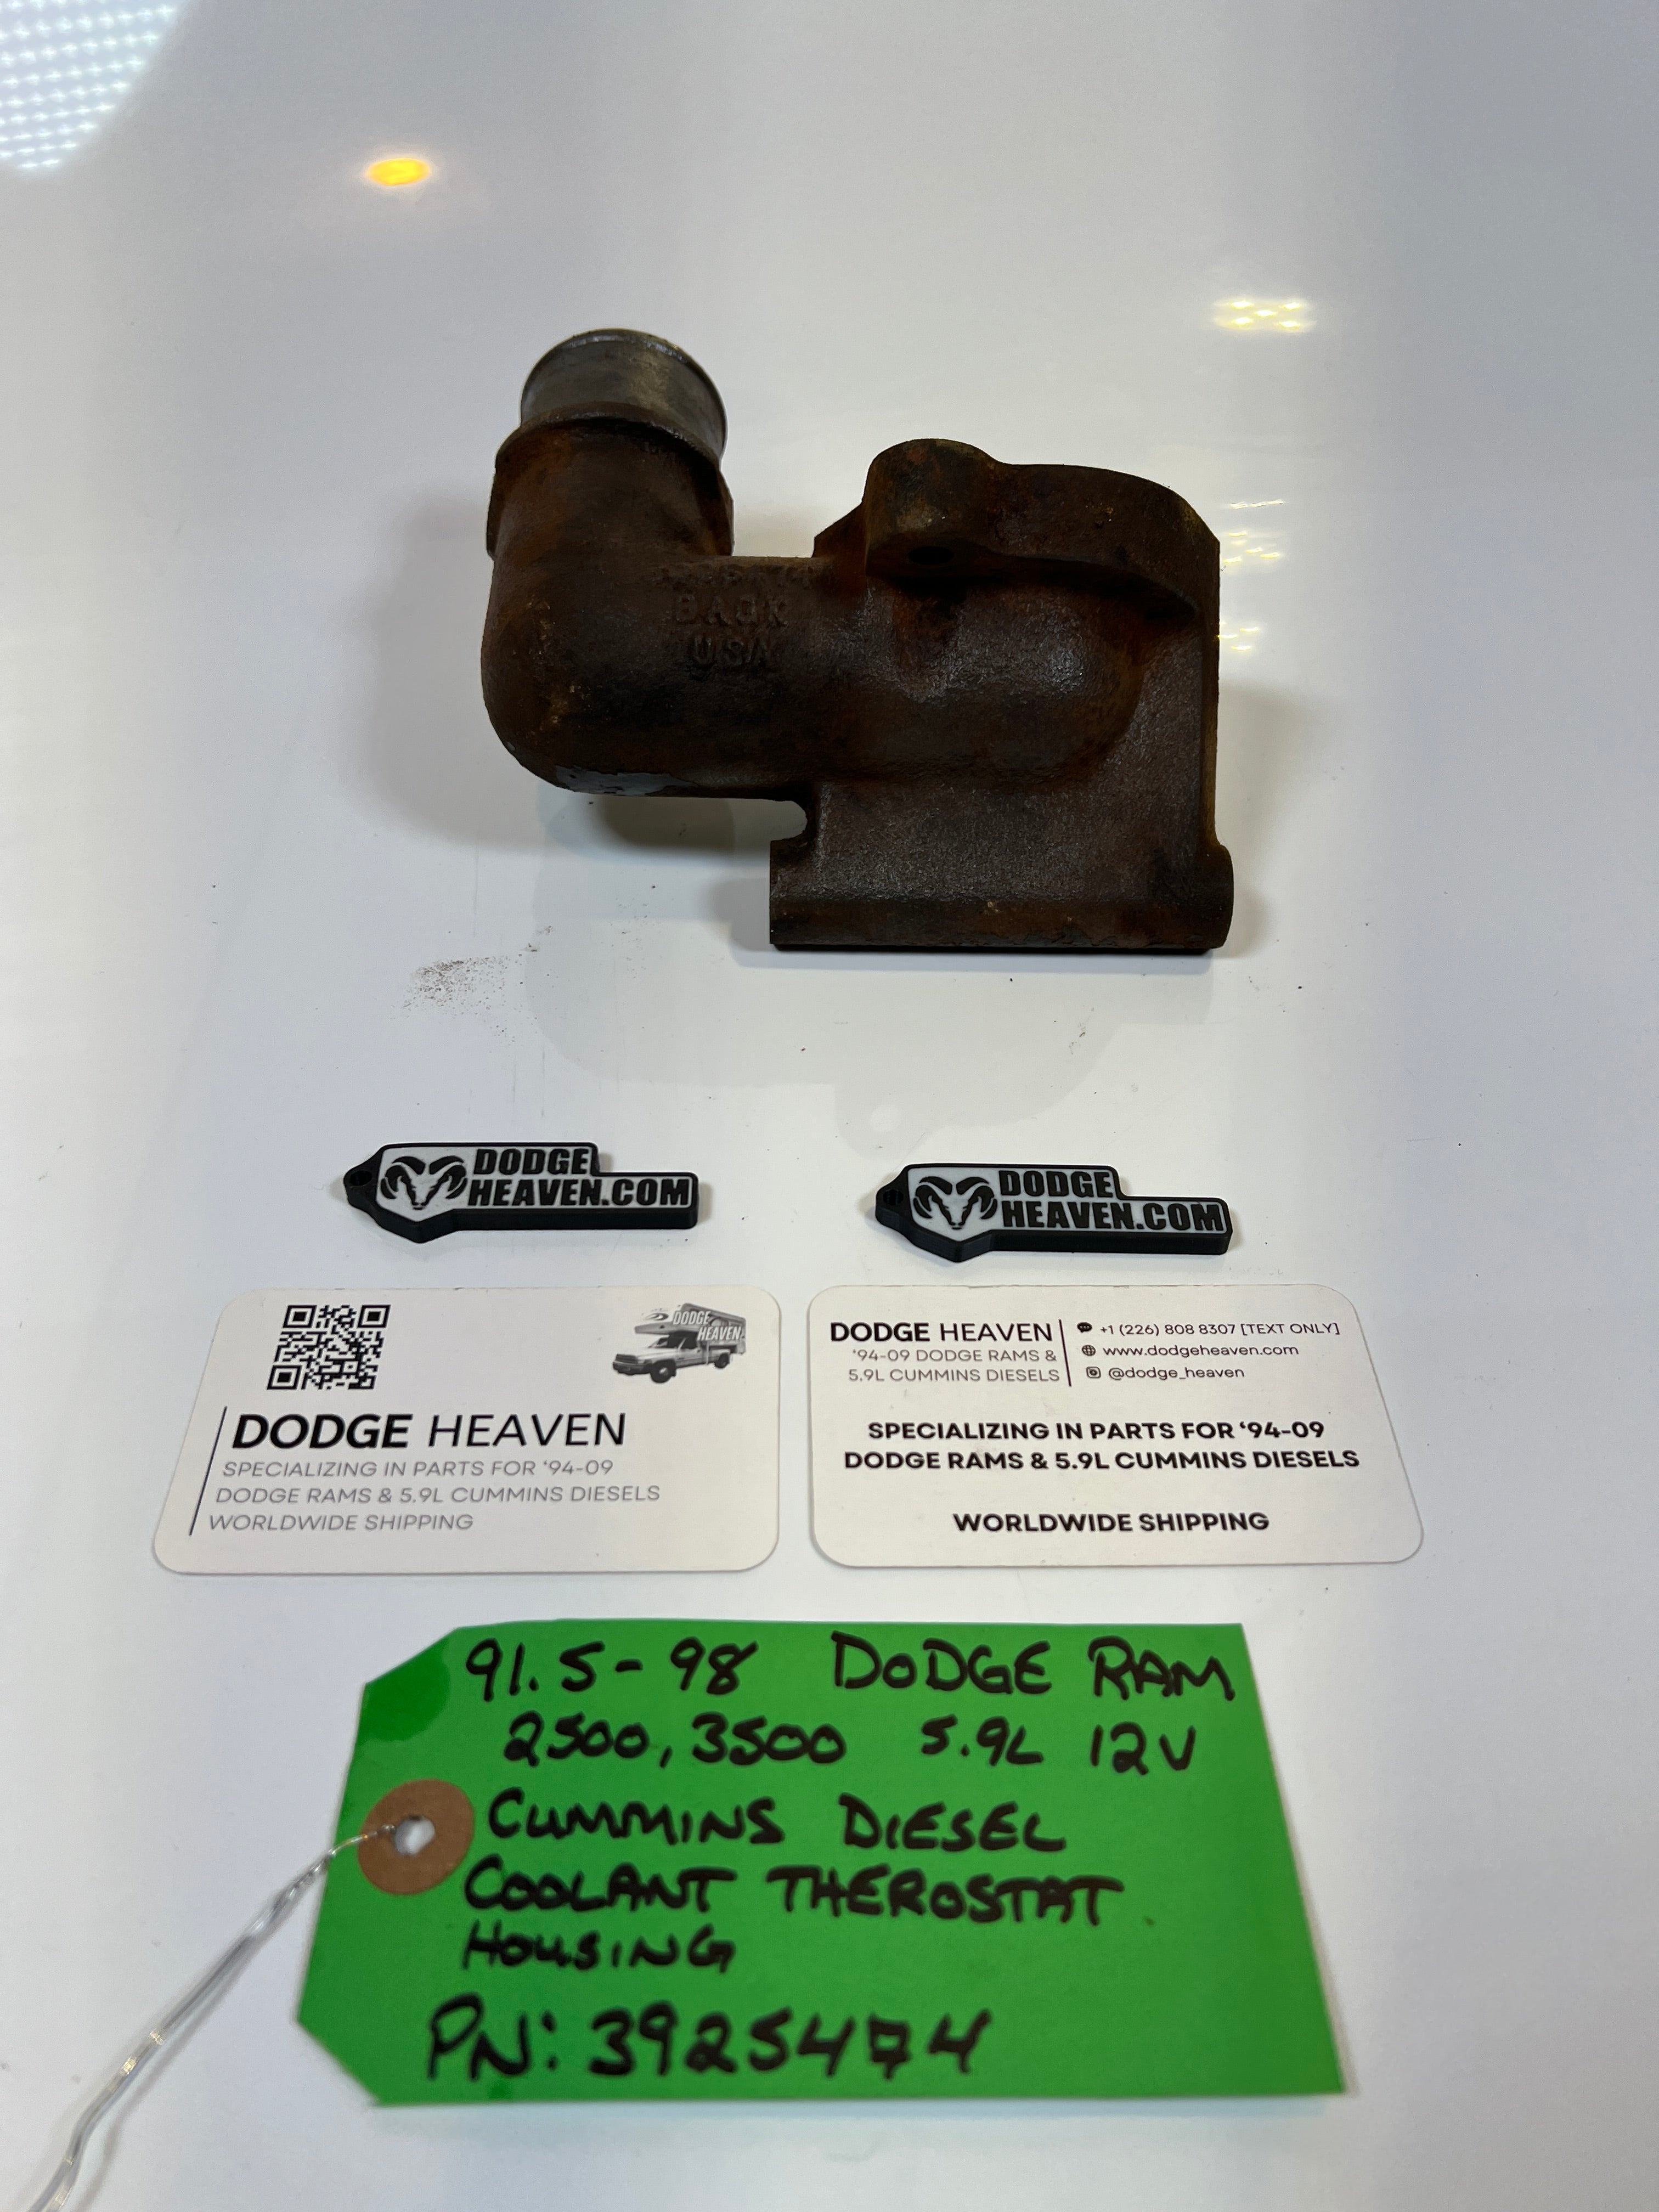 BACK
USA
DODGE
HEAVEN.COM
DODGE
HEAVEN.COM
DODGE
HEAVEN
DODGE HEAVEN
SPECIALIZING IN PARTS FOR '94-09
DODGE RAMS & 5.9L CUMMINS DIESELS
WORLDWIDE SHIPPING
DODGE HEAVEN
'94-09 DODGE RAMS &
5.9L CUMMINS DIESELS
+1 (226) 808 8307 [TEXT ONLY]
www.dodgeheaven.com
@dodge_heaven
SPECIALIZING IN PARTS FOR '94-09
DODGE RAMS & 5.9L CUMMINS DIESELS
WORLDWIDE SHIPPING
91.5-98 DODGE RAM
2500, 3500 5.9L 12V
CUMMINS DIESEL
COOLANT THEROSTAT
HOUSING
PN: 3925474